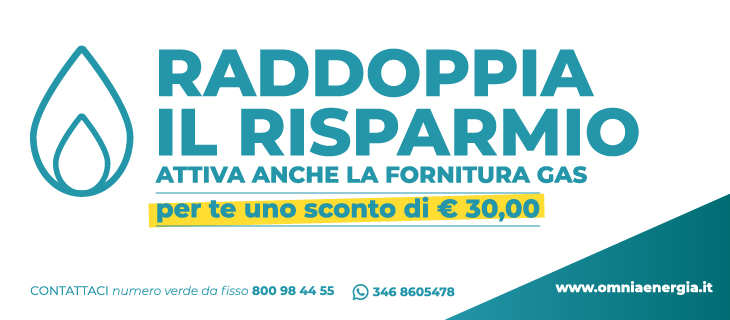 RADDOPPIA
IL RISPARMIO
ATTIVA ANCHE LA FORNITURA GAS
per te uno sconto di € 30,00
CONTATTACI numero verde da fisso 800 98 44 55 346 8605478
www.omniaenergia.it